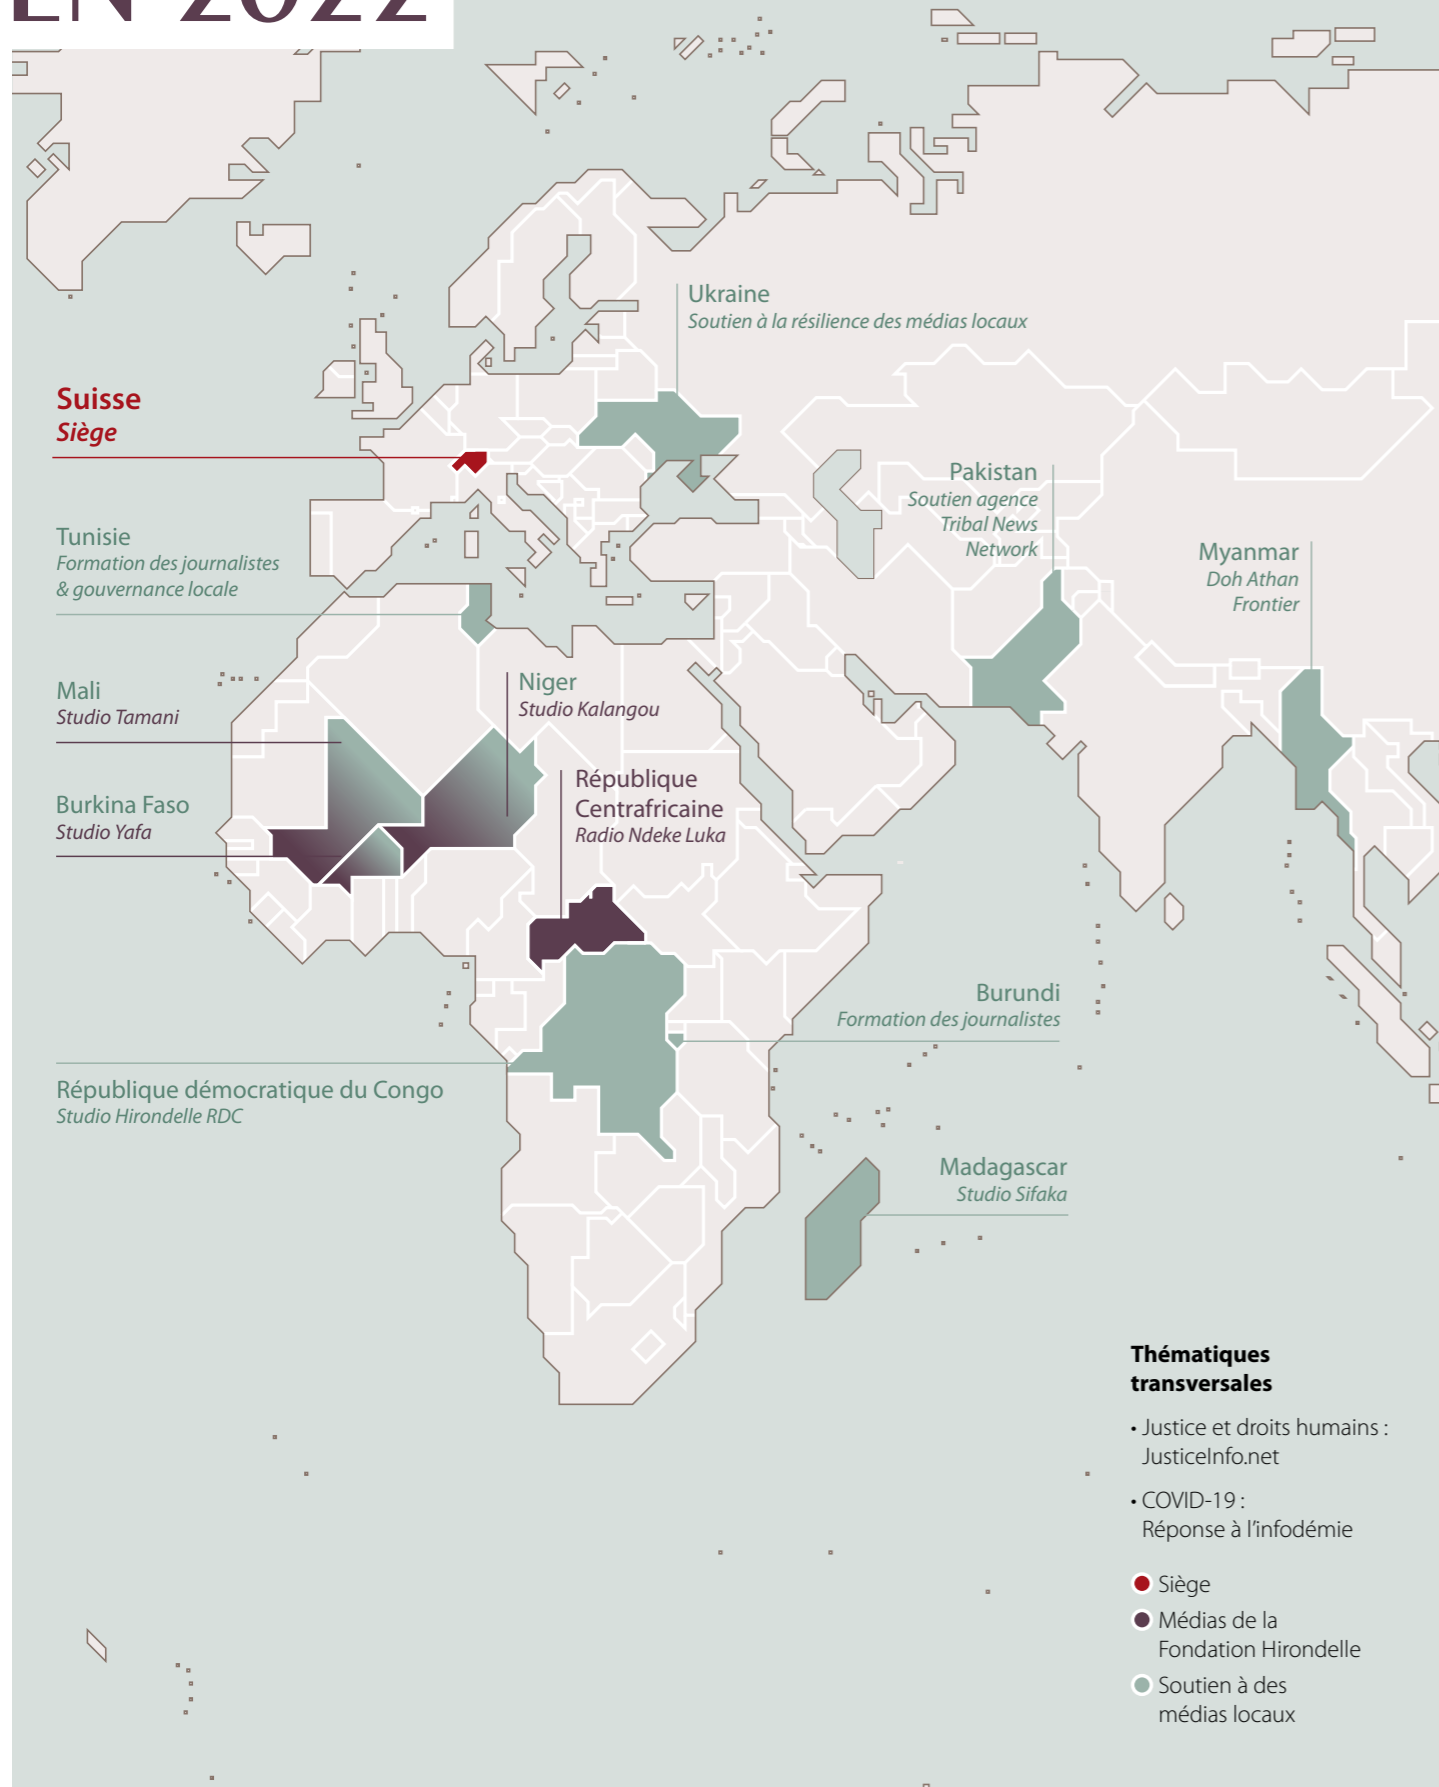 EN 2022
Ukraine
Soutien à la résilience des médias locaux
Suisse
Siège
Pakistan
Soutien agence
Tribal News
Network
Tunisie
Formation des journalistes
& gouvernance locale
Myanmar
Doh Athan
Frontier
Mali
Studio Tamani
Niger
Studio Kalangou
Burkina Faso
Studio Yafa
République
Centrafricaine
Radio Ndeke Luka
Burundi
Formation des journalistes
République démocratique du Congo
Studio Hirondelle RDC
Madagascar
Studio Sifaka
Thématiques
transversales
• Justice et droits humains :
JusticeInfo.net
• COVID-19 :
Réponse à l’infodémie
Siège
Médias de la
Fondation Hirondelle
Soutien à des
médias locaux